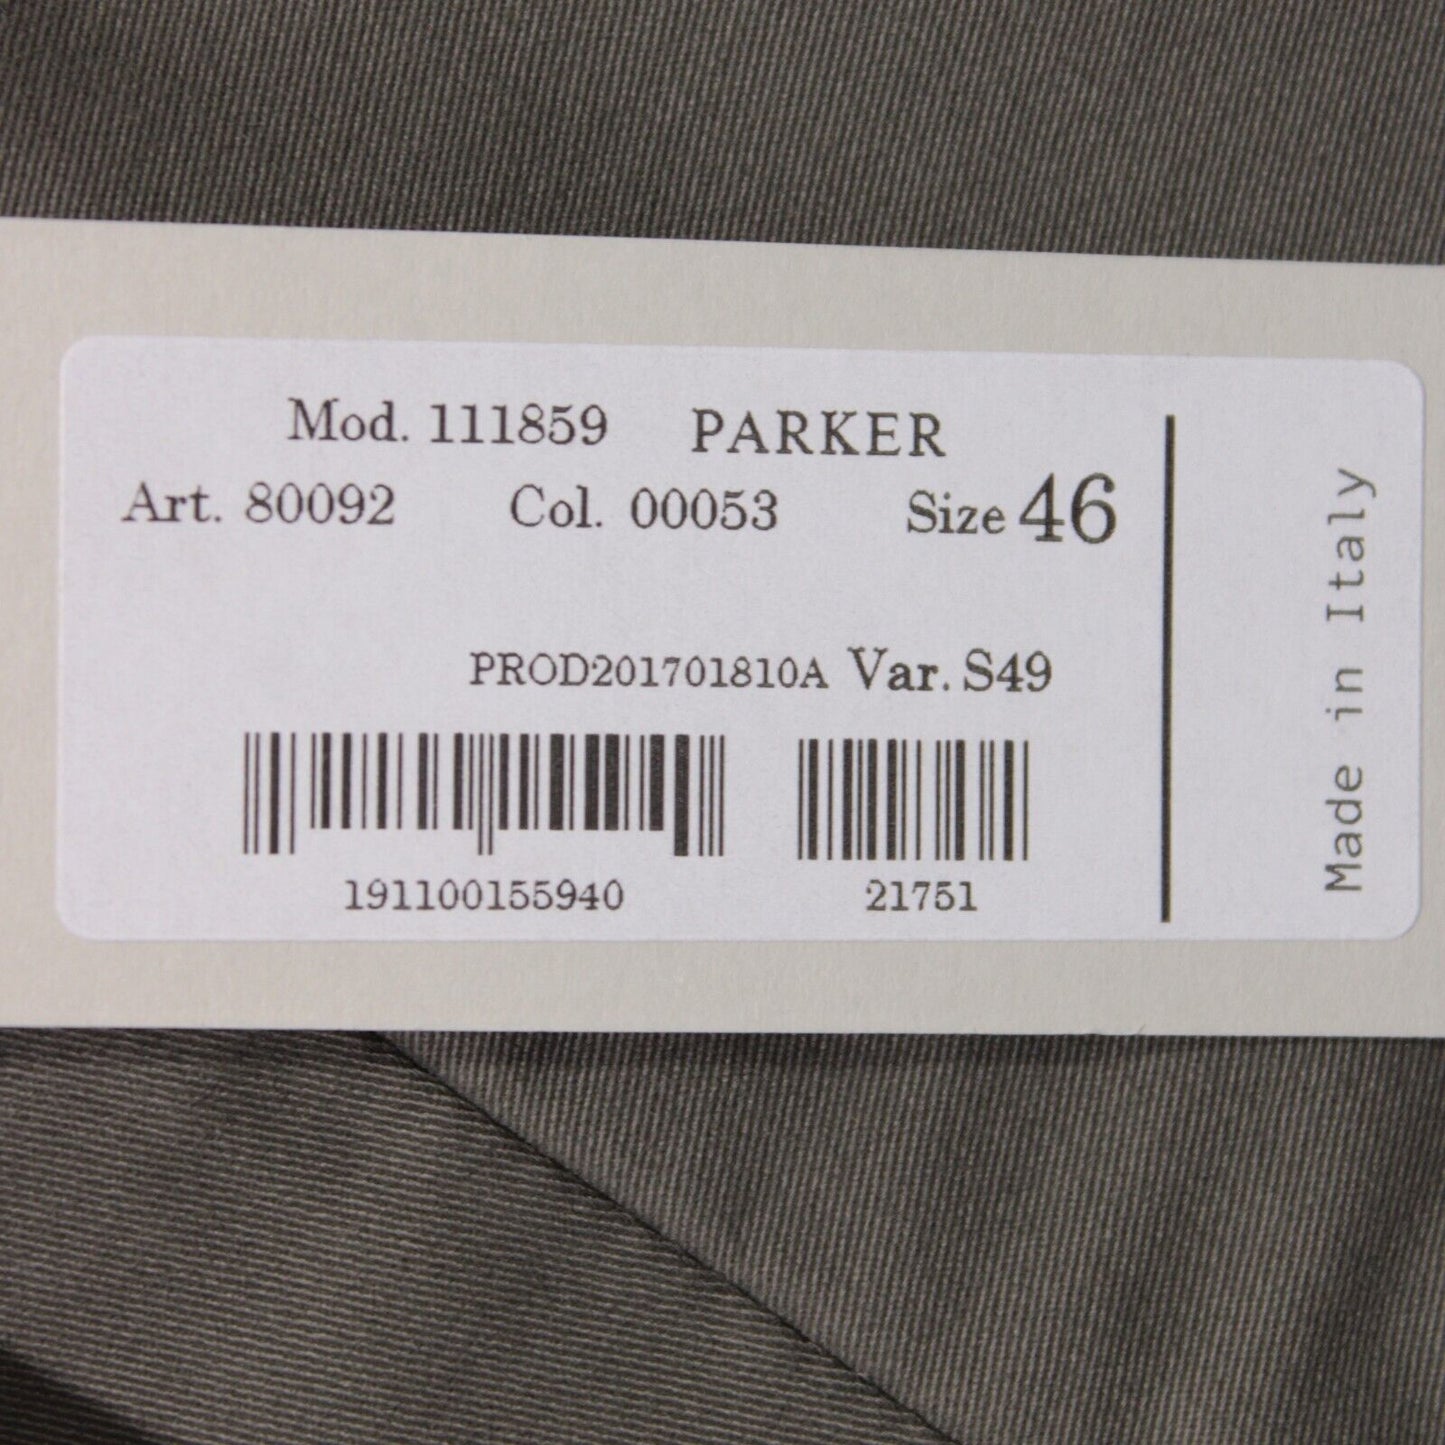 Mod. 111859 PARKER
Art. 80092 Col. 00053 Size 46
PROD201701810A Var. S49
191100155940 21751
Made in Italy